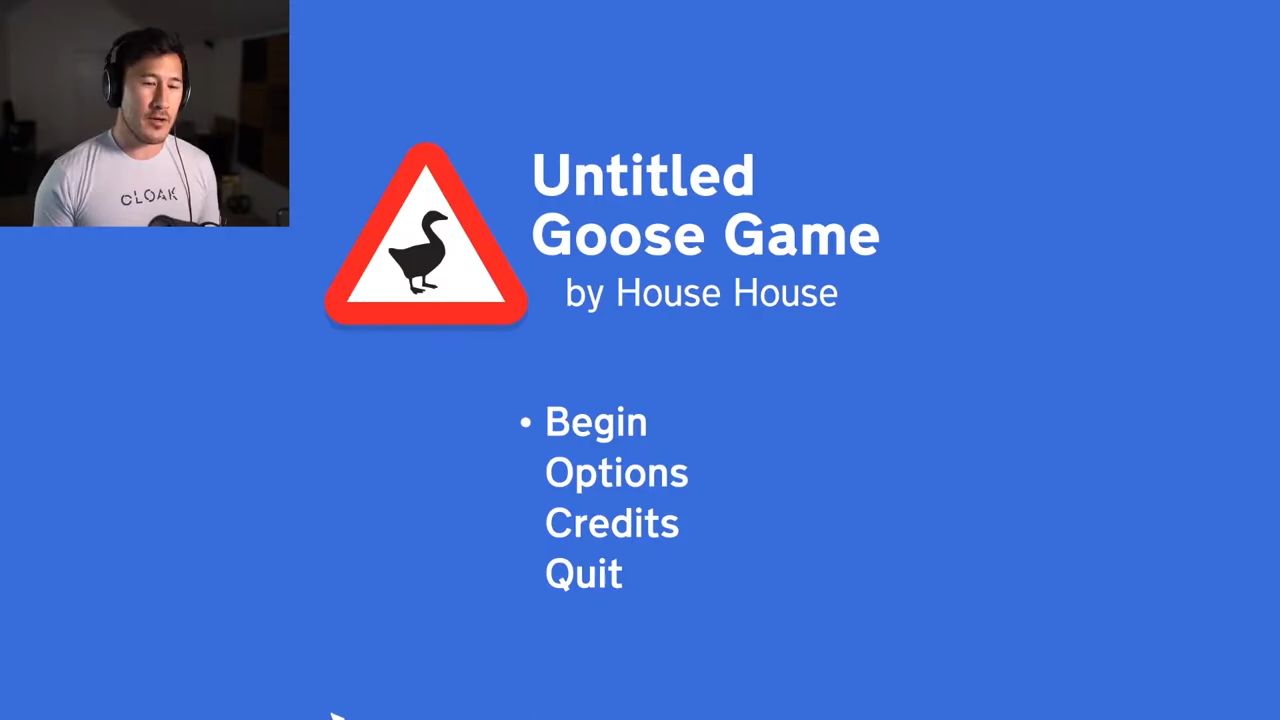 CLOAK
Untitled
Goose Game
by House House
Begin
Options
Credits
Quit